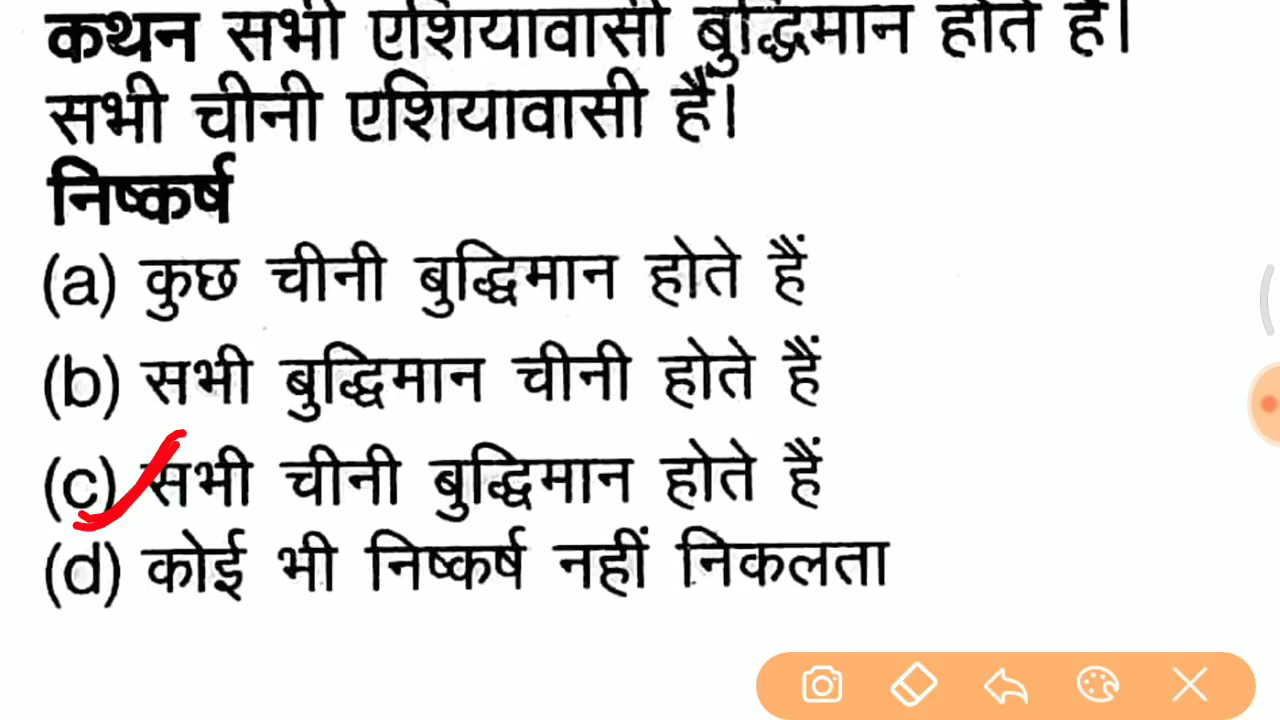 कथन सभी एशियावासी बुद्धिमान होते हैं।
सभी चीनी एशियावासी हैं।
निष्कर्ष
(a) कुछ चीनी बुद्धिमान होते हैं
(b) सभी बुद्धिमान चीनी होते हैं
(c) सभी चीनी बुद्धिमान होते हैं
(d) कोई भी निष्कर्ष नहीं निकलता